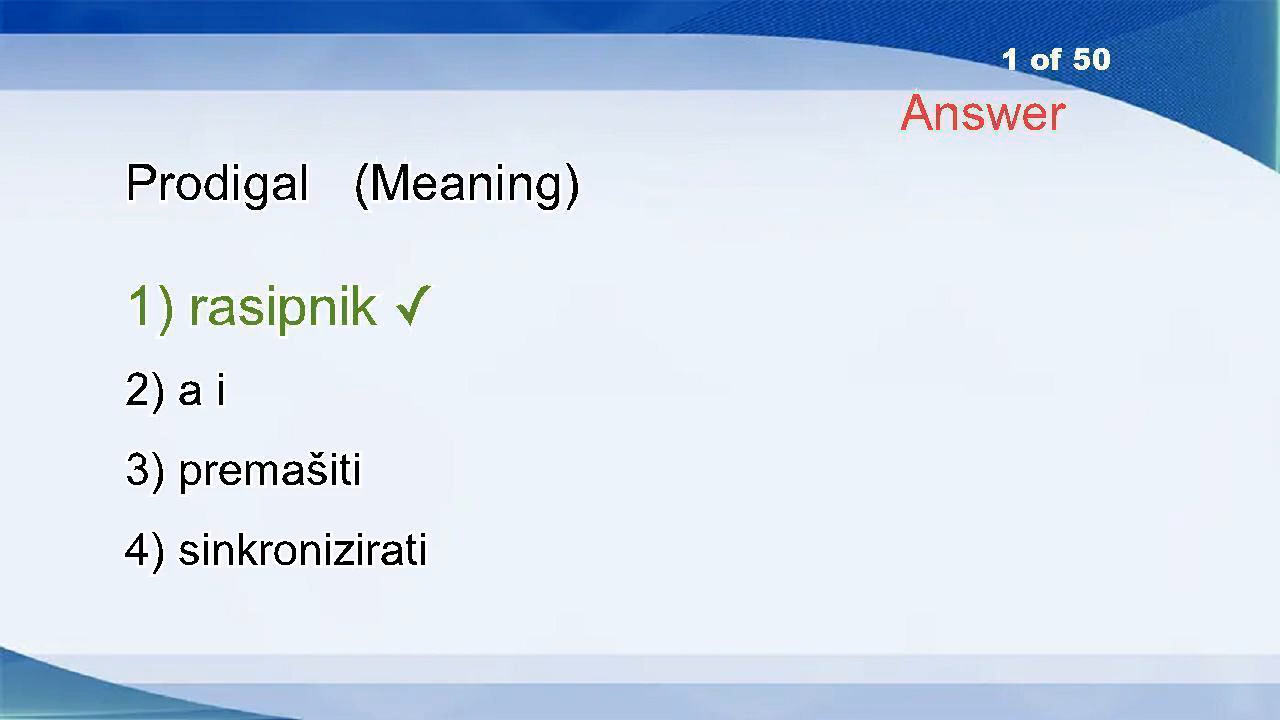 1 of 50
Answer
Prodigal (Meaning)
1) rasipnik ✓
2) a i
3) premašiti
4) sinkronizirati